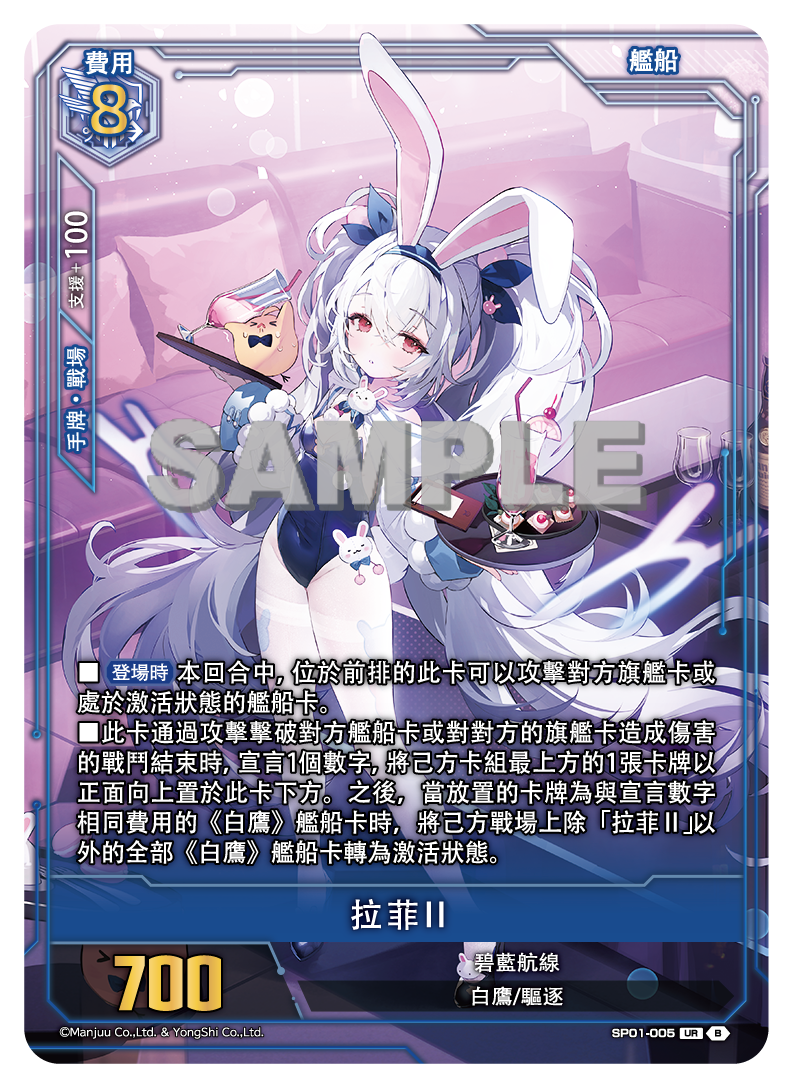 費用
8
艦船
支援+100
手牌・戰場
SAMPLE
■ 登場時 本回合中, 位於前排的此卡可以攻擊對方旗艦卡或
處於激活狀態的艦船卡。
■此卡通過攻擊擊破對方艦船卡或對對方的旗艦卡造成傷害
的戰鬥結束時, 宣言1個數字, 將己方卡組最上方的1張卡牌以
正面向上置於此卡下方。之後，當放置的卡牌為與宣言數字
相同費用的《白鷹》艦船卡時，將己方戰場上除「拉菲Ⅱ」以
外的全部《白鷹》艦船卡轉為激活狀態。
拉菲Ⅱ
700
碧藍航線
白鷹/驅逐
©Manjuu Co.,Ltd. & YongShi Co.,Ltd.
SP01-005 UR B